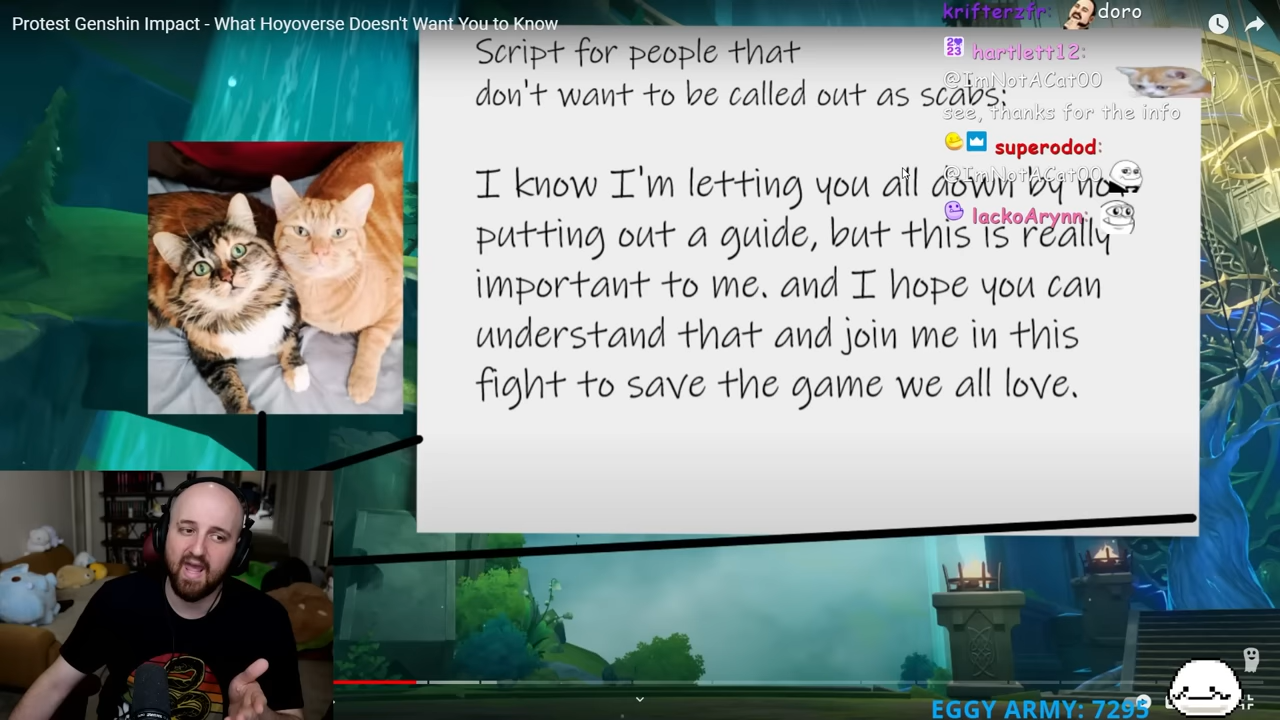 Protest Genshin Impact - What Hoyoverse Doesn't Want You to Know
krifterzfr: doro
Script for people that
don't want to be called out as scabs:
2023 hartlett12:
@ImNotACat00 i
see, thanks for the info
superodod:
@ImNotACat00
lackoArynn:
I know I'm letting you all down by not
putting out a guide, but this is really
important to me. and I hope you can
understand that and join me in this
fight to save the game we all love.
EGGY ARMY: 7295